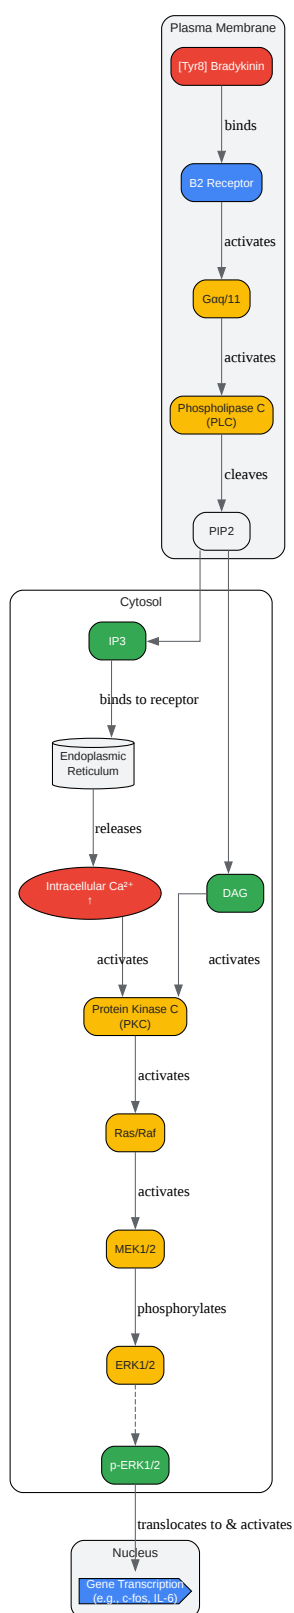 Plasma Membrane
[Tyr8] Bradykinin
binds
B2 Receptor
activates
Gαq/11
activates
Phospholipase C
(PLC)
cleaves
PIP2
Cytosol
IP3
binds to receptor
Endoplasmic
Reticulum
releases
Intracellular Ca²⁺
↑
DAG
activates
activates
Protein Kinase C
(PKC)
activates
Ras/Raf
activates
MEK1/2
phosphorylates
ERK1/2
p-ERK1/2
translocates to & activates
Nucleus
Gene Transcription
(e.g., c-fos, IL-6)